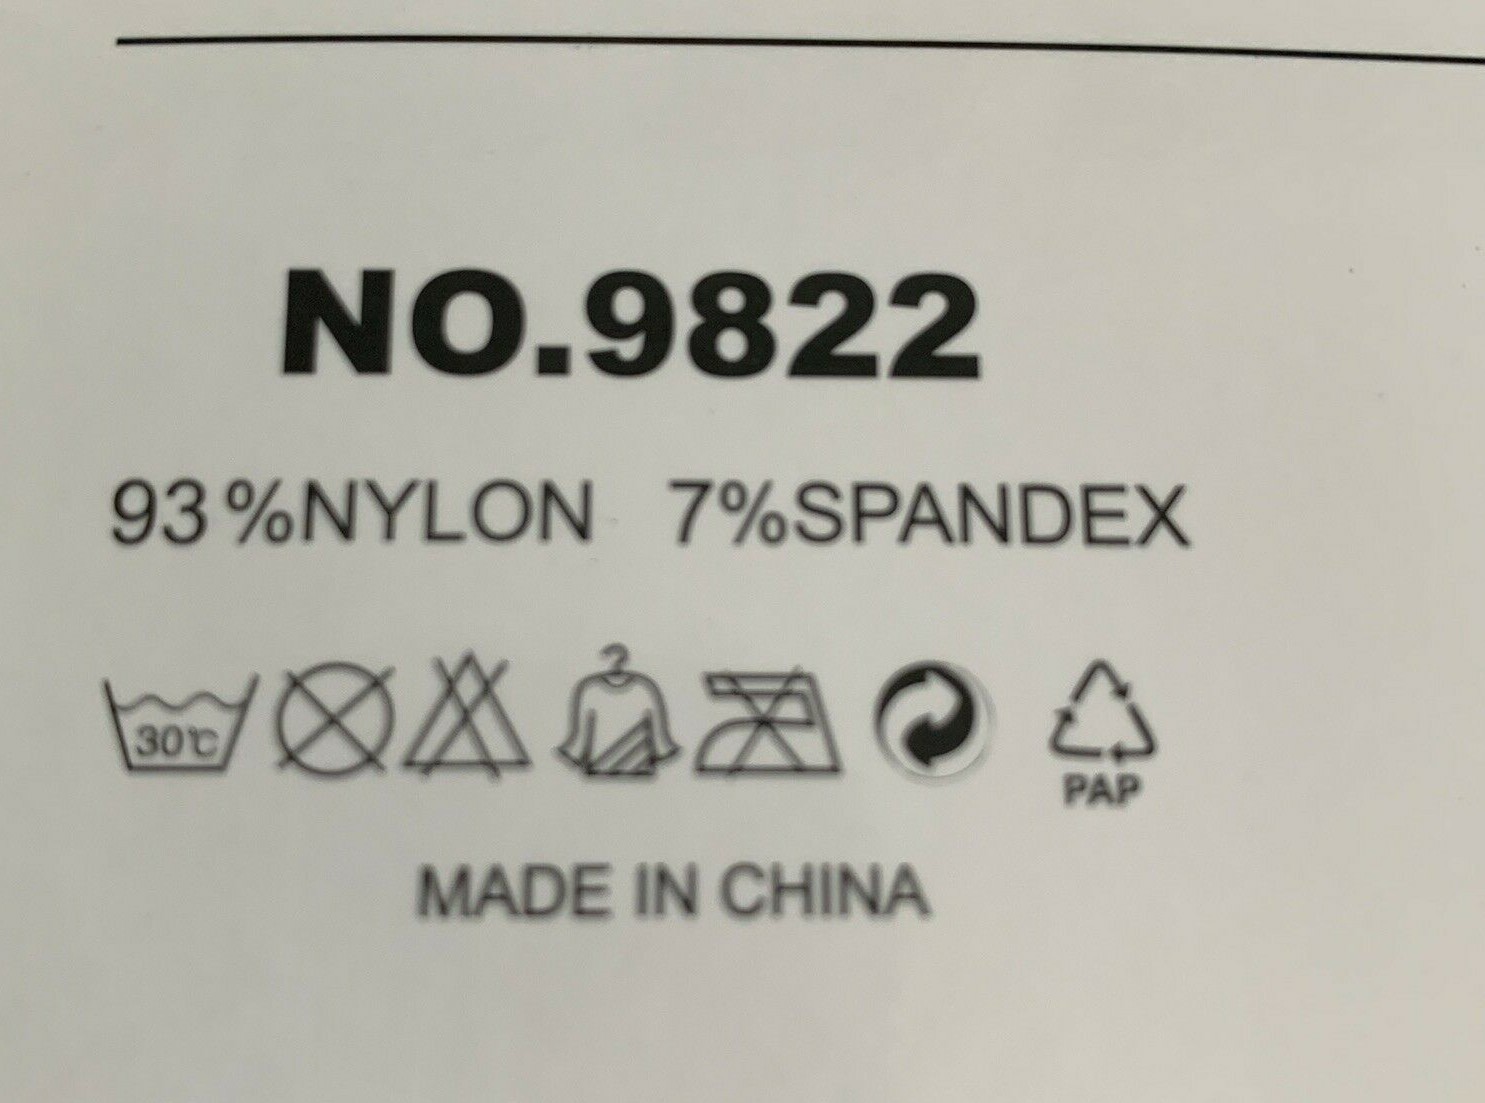 NO.9822
93%NYLON 7%SPANDEX
30℃
PAP
MADE IN CHINA